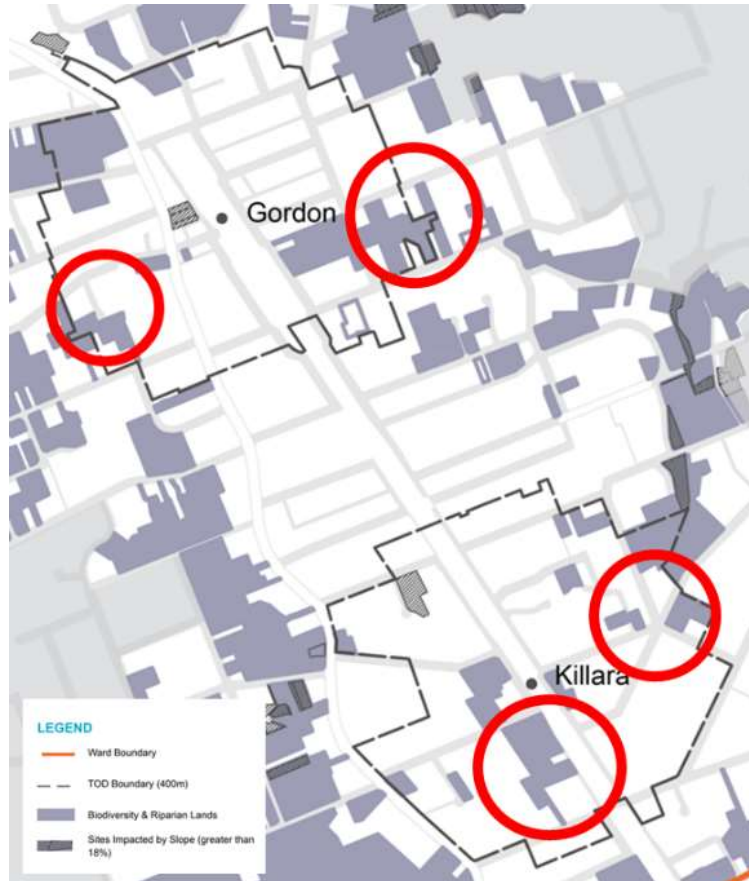 Gordon
Killara
LEGEND
Ward Boundary
TOD Boundary (400m)
Biodiversity & Riparian Lands
Sites Impacted by Slope (greater than
18%)